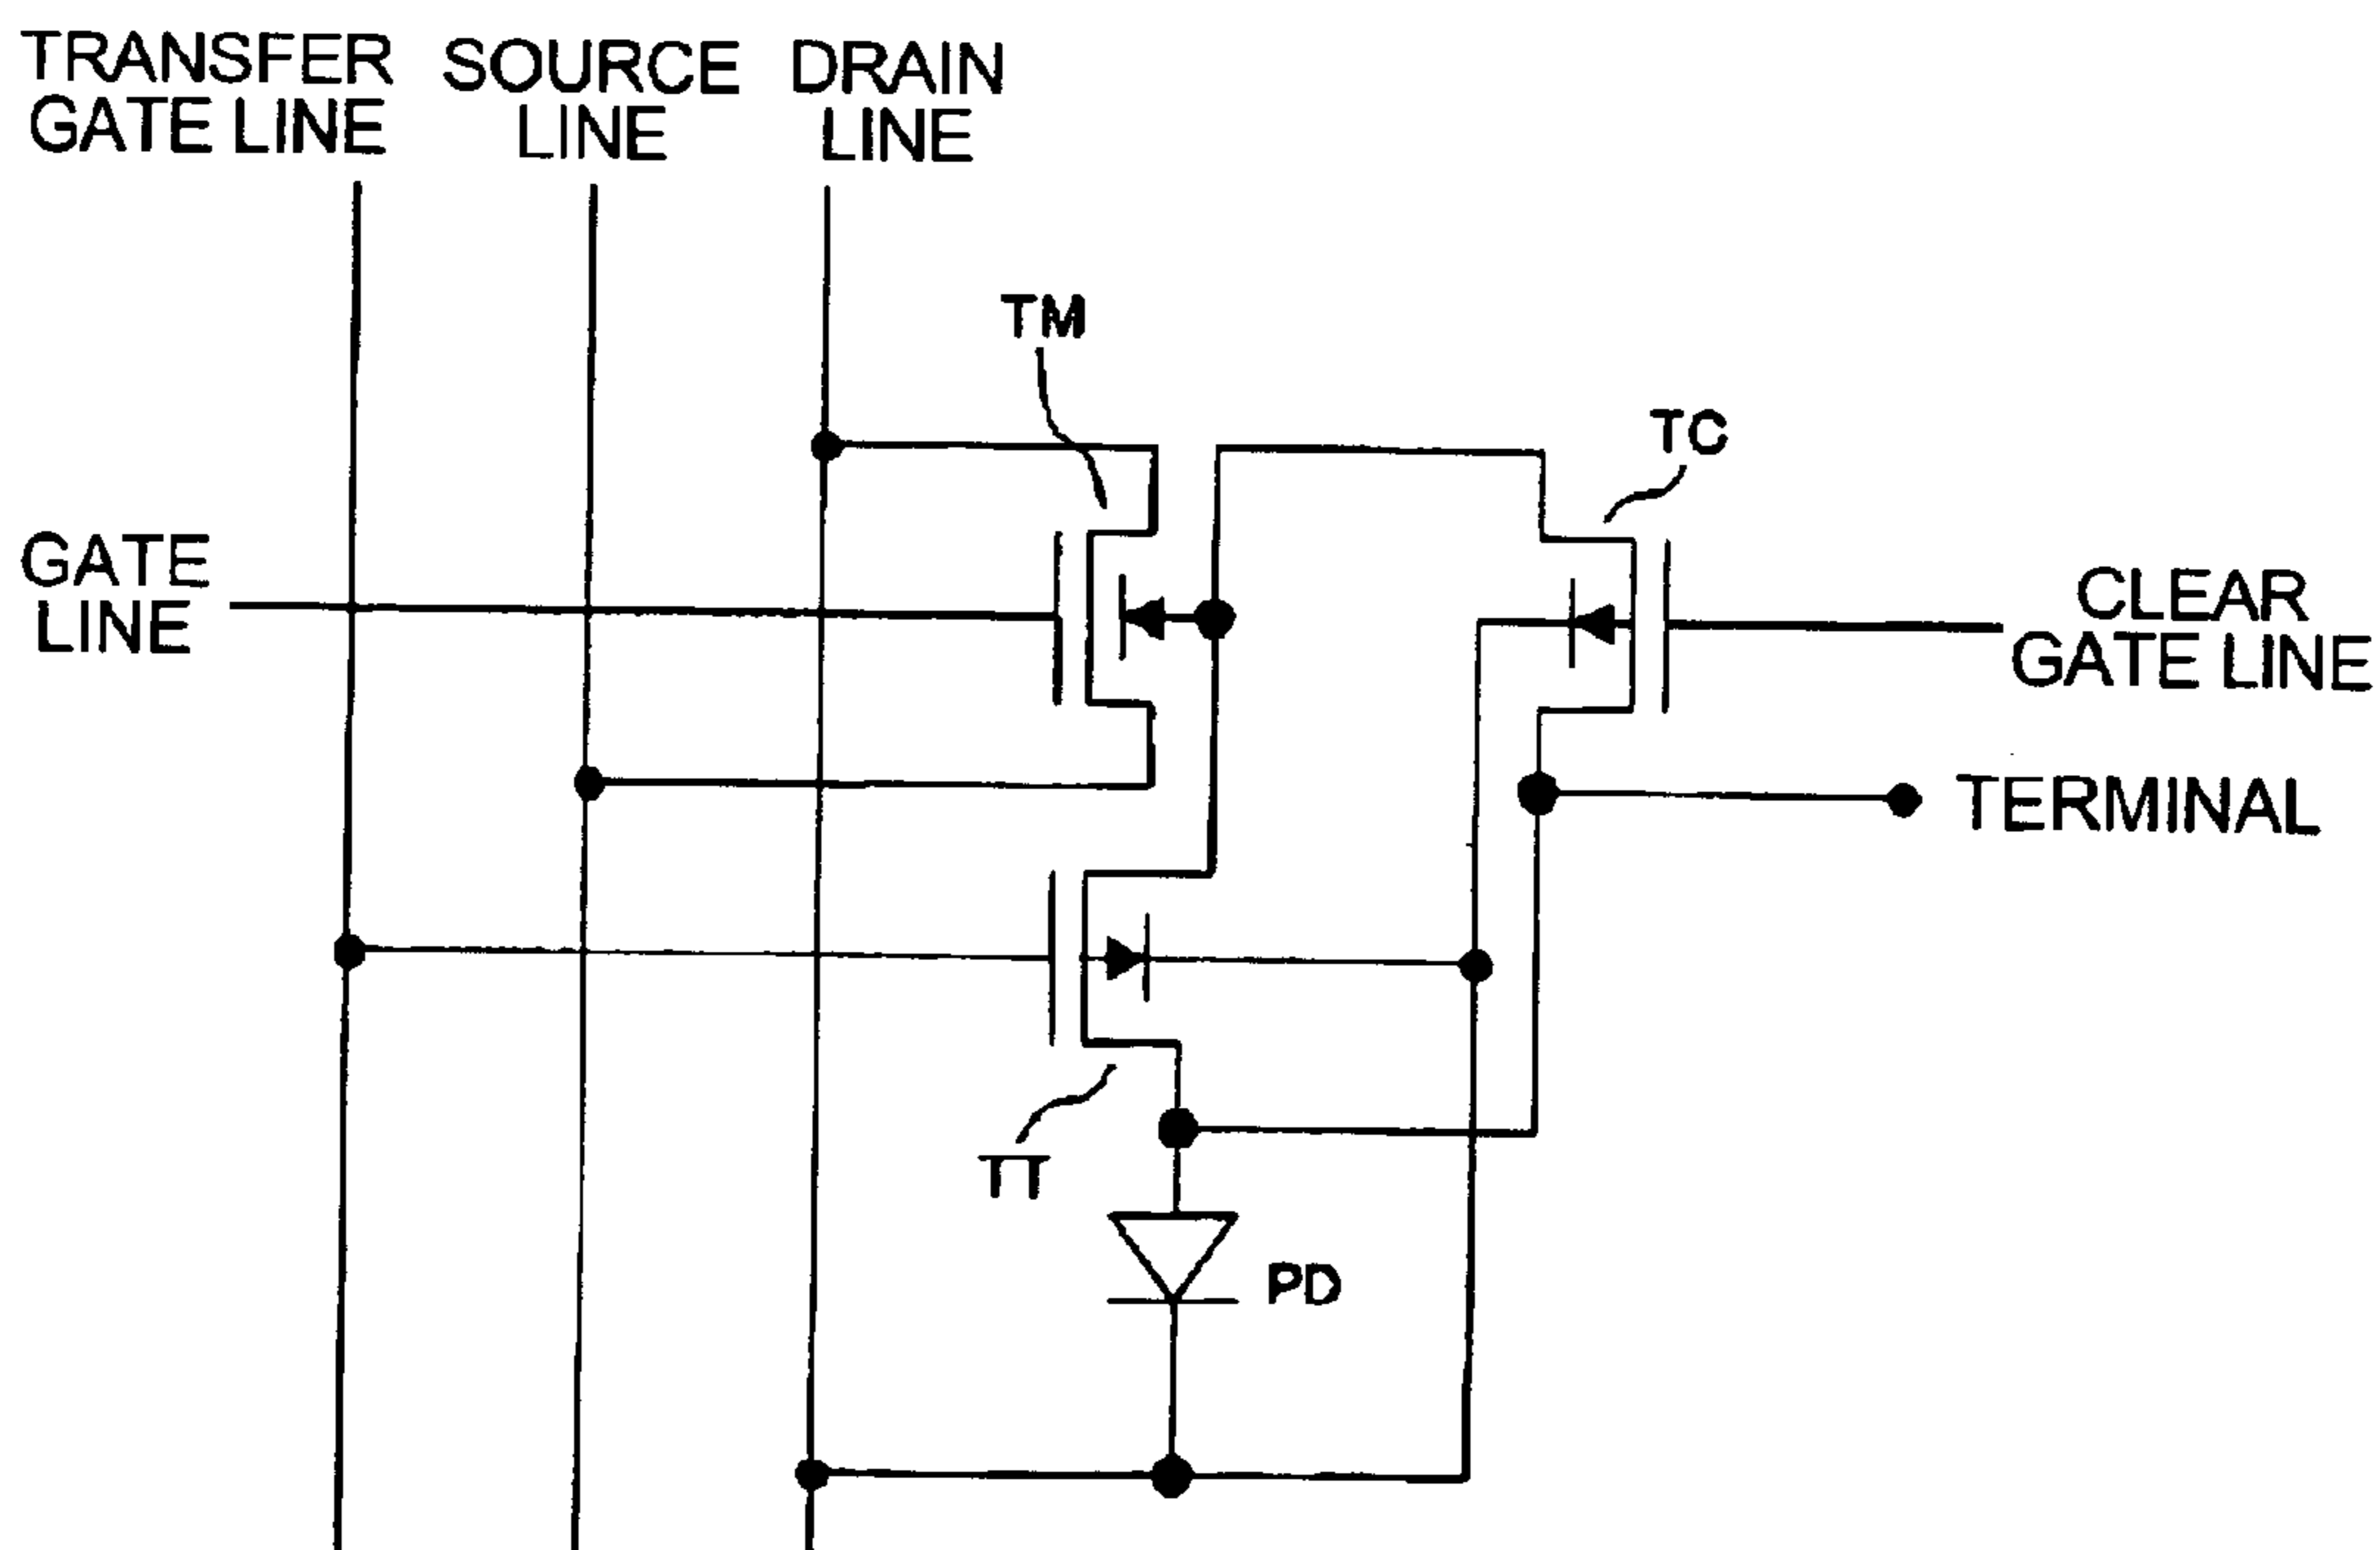 TRANSFER
GATE LINE
SOURCE
LINE
DRAIN
LINE
TM
TC
GATE
LINE
CLEAR
GATE LINE
TERMINAL
TT
PD